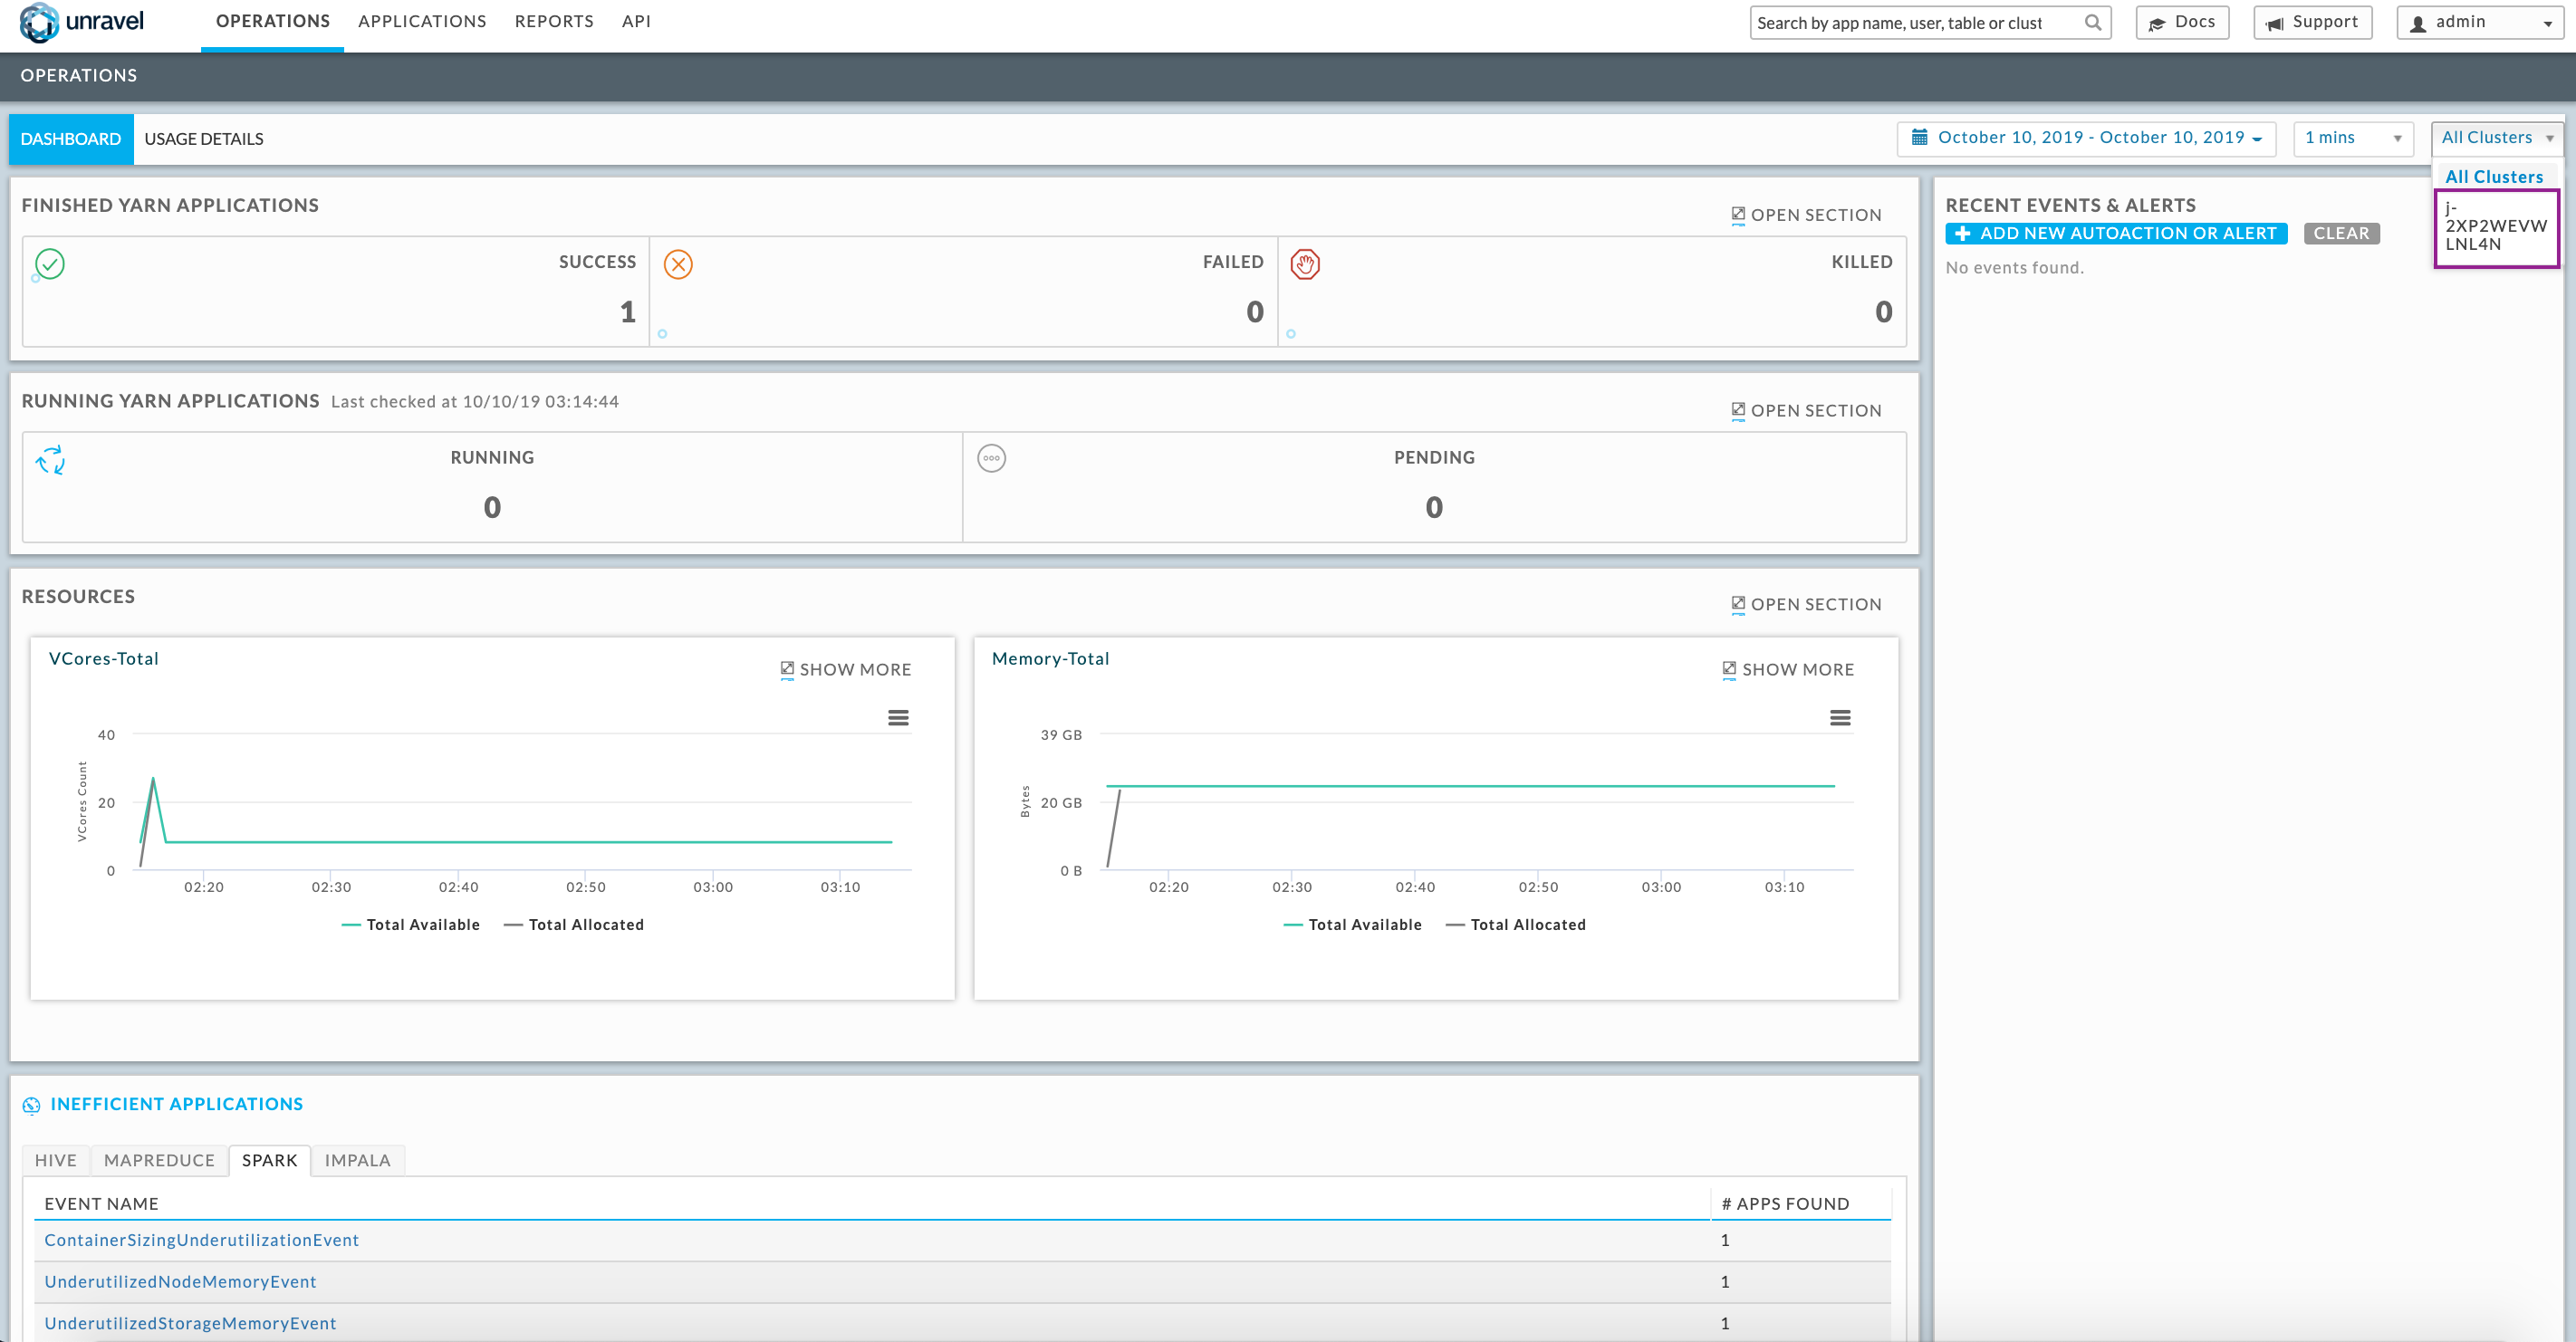 unravel
OPERATIONS APPLICATIONS REPORTS API
Search by app name, user, table or clust
Docs
Support
admin
OPERATIONS
DASHBOARD USAGE DETAILS
October 10, 2019 - October 10, 2019
1 mins
All Clusters
All Clusters
j-
2XP2WEVW
LNL4N
FINISHED YARN APPLICATIONS
OPEN SECTION
SUCCESS
1
FAILED
0
KILLED
0
RECENT EVENTS & ALERTS
ADD NEW AUTOACTION OR ALERT
CLEAR
No events found.
RUNNING YARN APPLICATIONS Last checked at 10/10/19 03:14:44
OPEN SECTION
RUNNING
0
PENDING
0
RESOURCES
OPEN SECTION
VCores-Total
SHOW MORE
VCores Count
40
20
0
02:20 02:30 02:40 02:50 03:00 03:10
Total Available Total Allocated
Memory-Total
SHOW MORE
Bytes
39 GB
20 GB
0 B
02:20 02:30 02:40 02:50 03:00 03:10
Total Available Total Allocated
INEFFICIENT APPLICATIONS
HIVE MAPREDUCE SPARK IMPALA
EVENT NAME # APPS FOUND
ContainerSizingUnderutilizationEvent 1
UnderutilizedNodeMemoryEvent 1
UnderutilizedStorageMemoryEvent 1